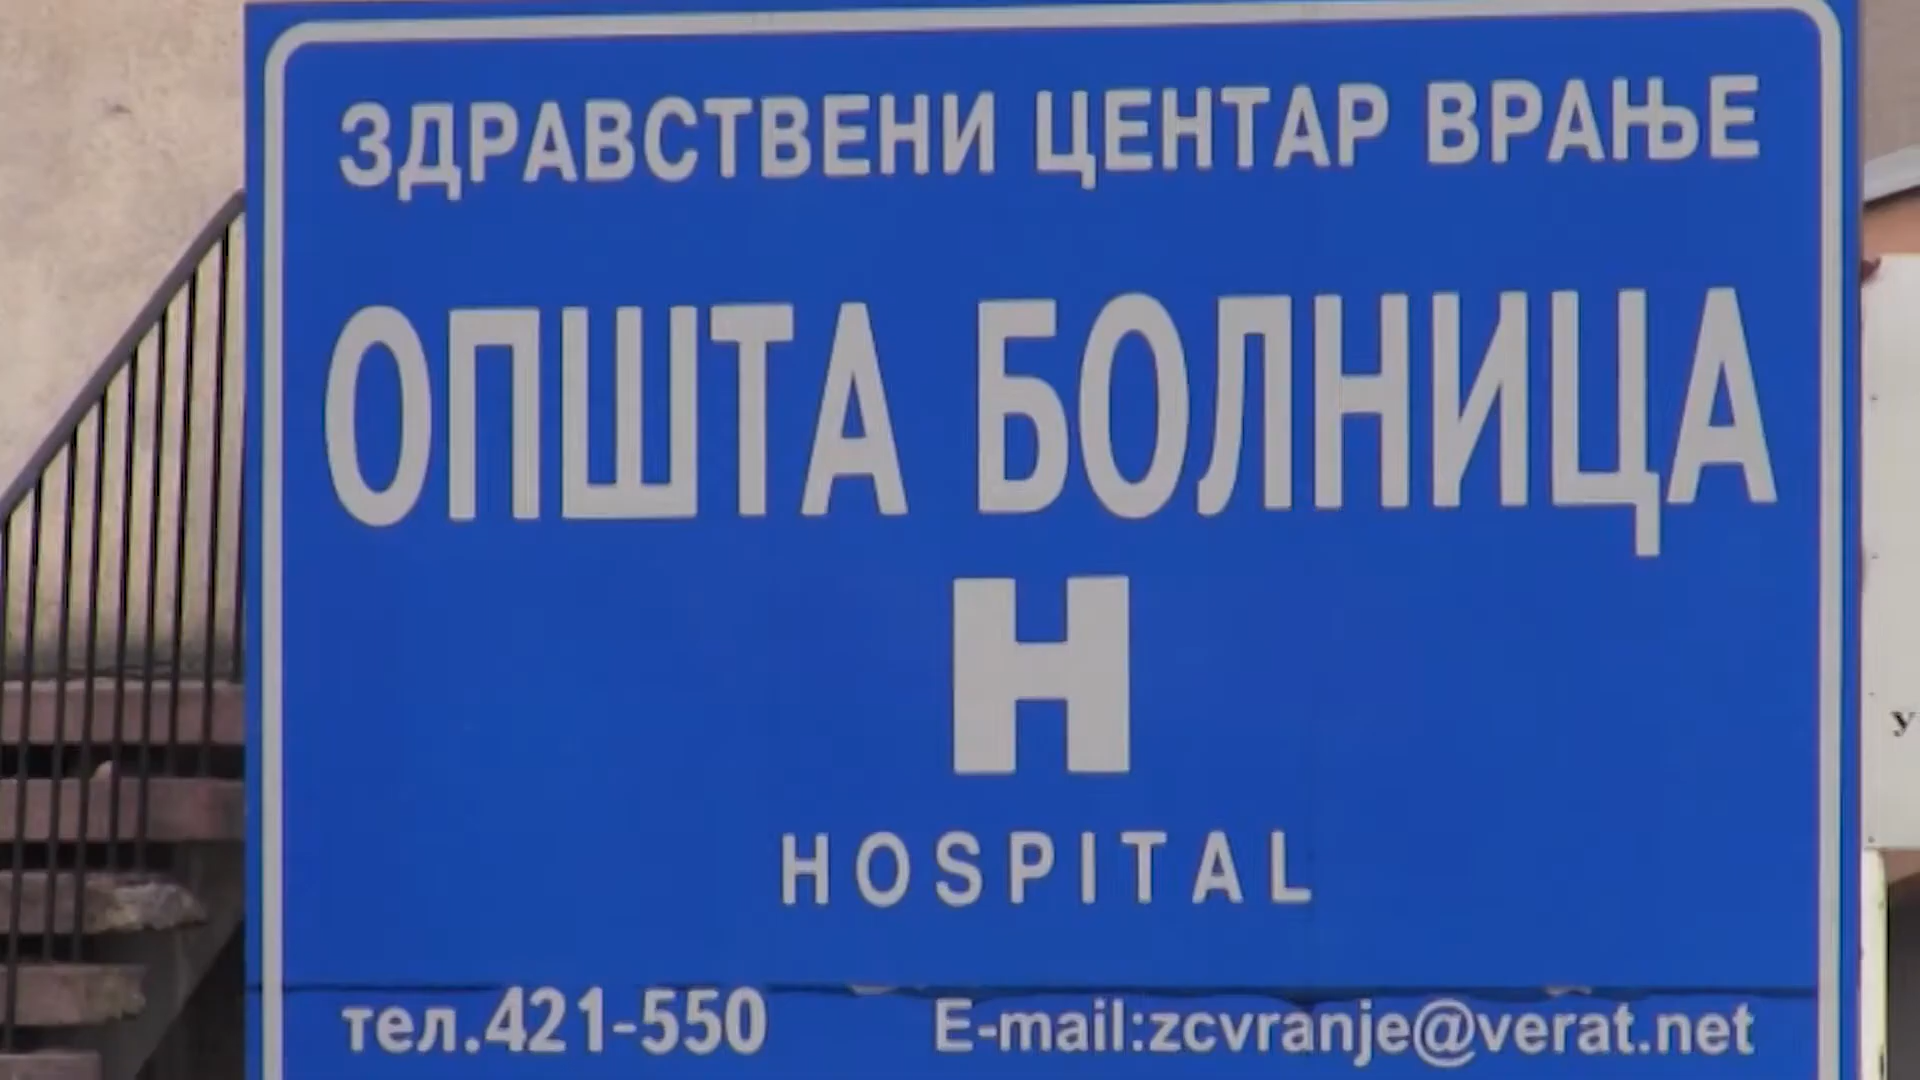 ЗДРАВСТВЕНИ ЦЕНТАР ВРАЊЕ
ОПШТА БОЛНИЦА
H
HOSPITAL
тел.421-550 E-mail:zcvranje@verat.net